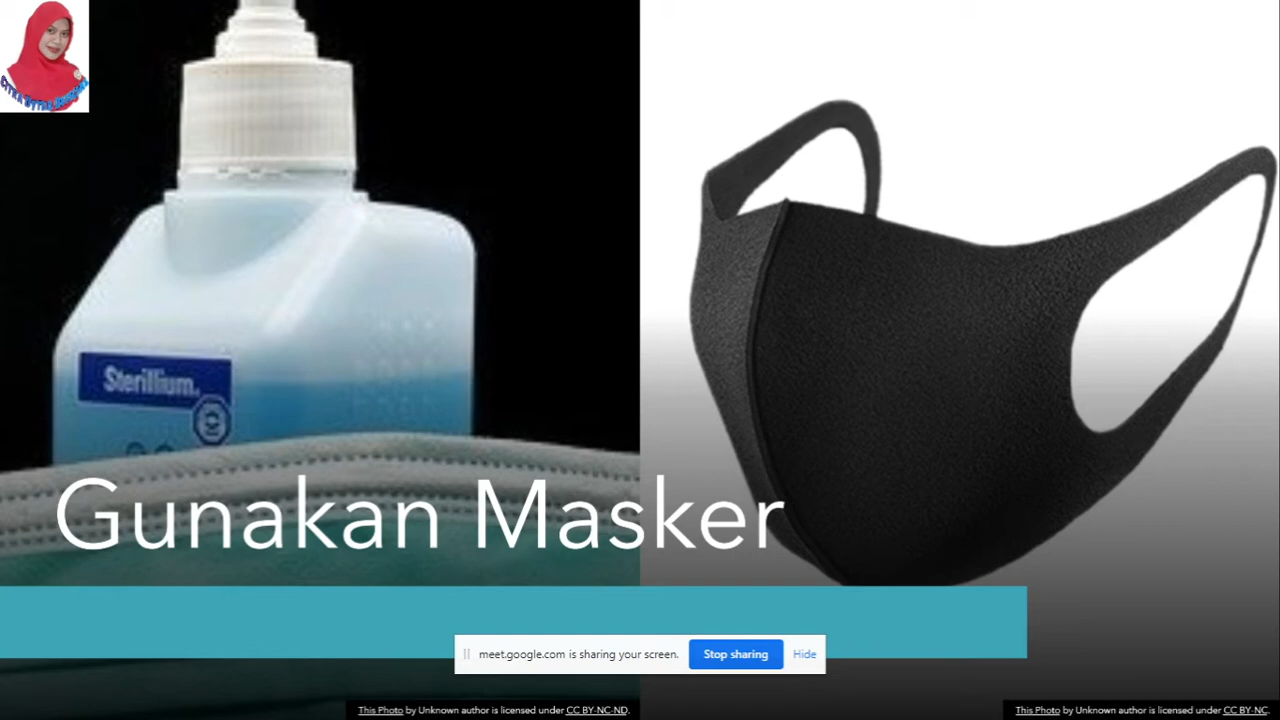 Sterillium.
Gunakan Masker
meet.google.com is sharing your screen. Stop sharing Hide
This Photo by Unknown author is licensed under CC BY-NC-ND.
This Photo by Unknown author is licensed under CC BY-NC.